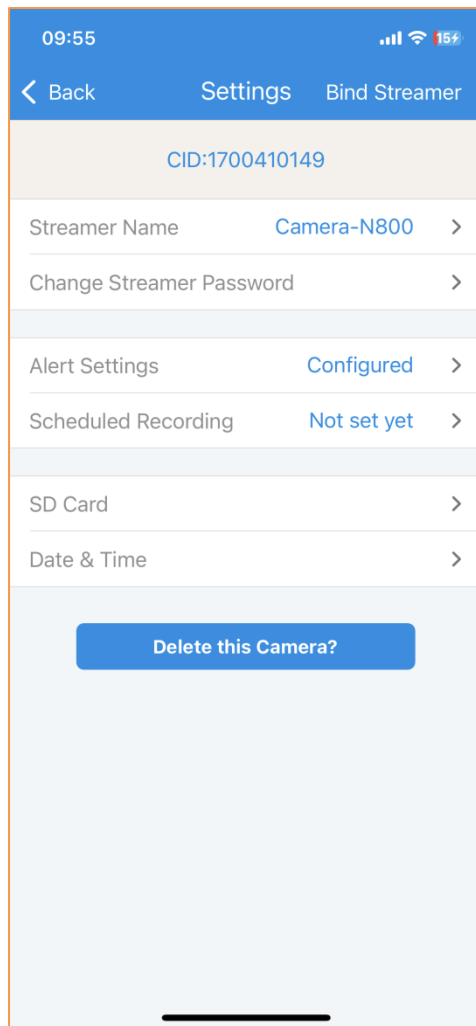 09:55 15
Back Settings Bind Streamer
CID:1700410149
Streamer Name Camera-N800
Change Streamer Password
Alert Settings Configured
Scheduled Recording Not set yet
SD Card
Date & Time
Delete this Camera?